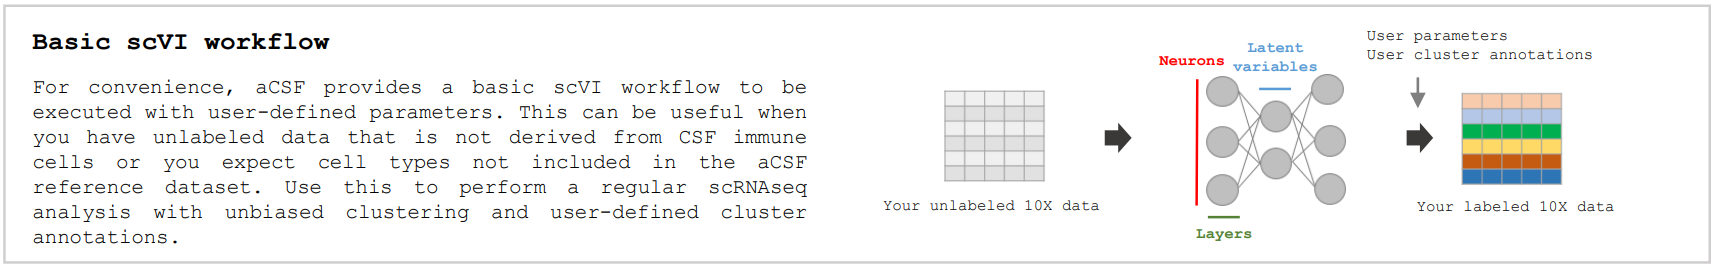 Basic scVI workflow
For convenience, aCSF provides a basic scVI workflow to be
executed with user-defined parameters. This can be useful when
you have unlabeled data that is not derived from CSF immune
cells or you expect cell types not included in the aCSF
reference dataset. Use this to perform a regular scRNAseq
analysis with unbiased clustering and user-defined cluster
annotations.
Your unlabeled 10X data
Neurons
Latent
variables
Layers
User parameters
User cluster annotations
Your labeled 10X data